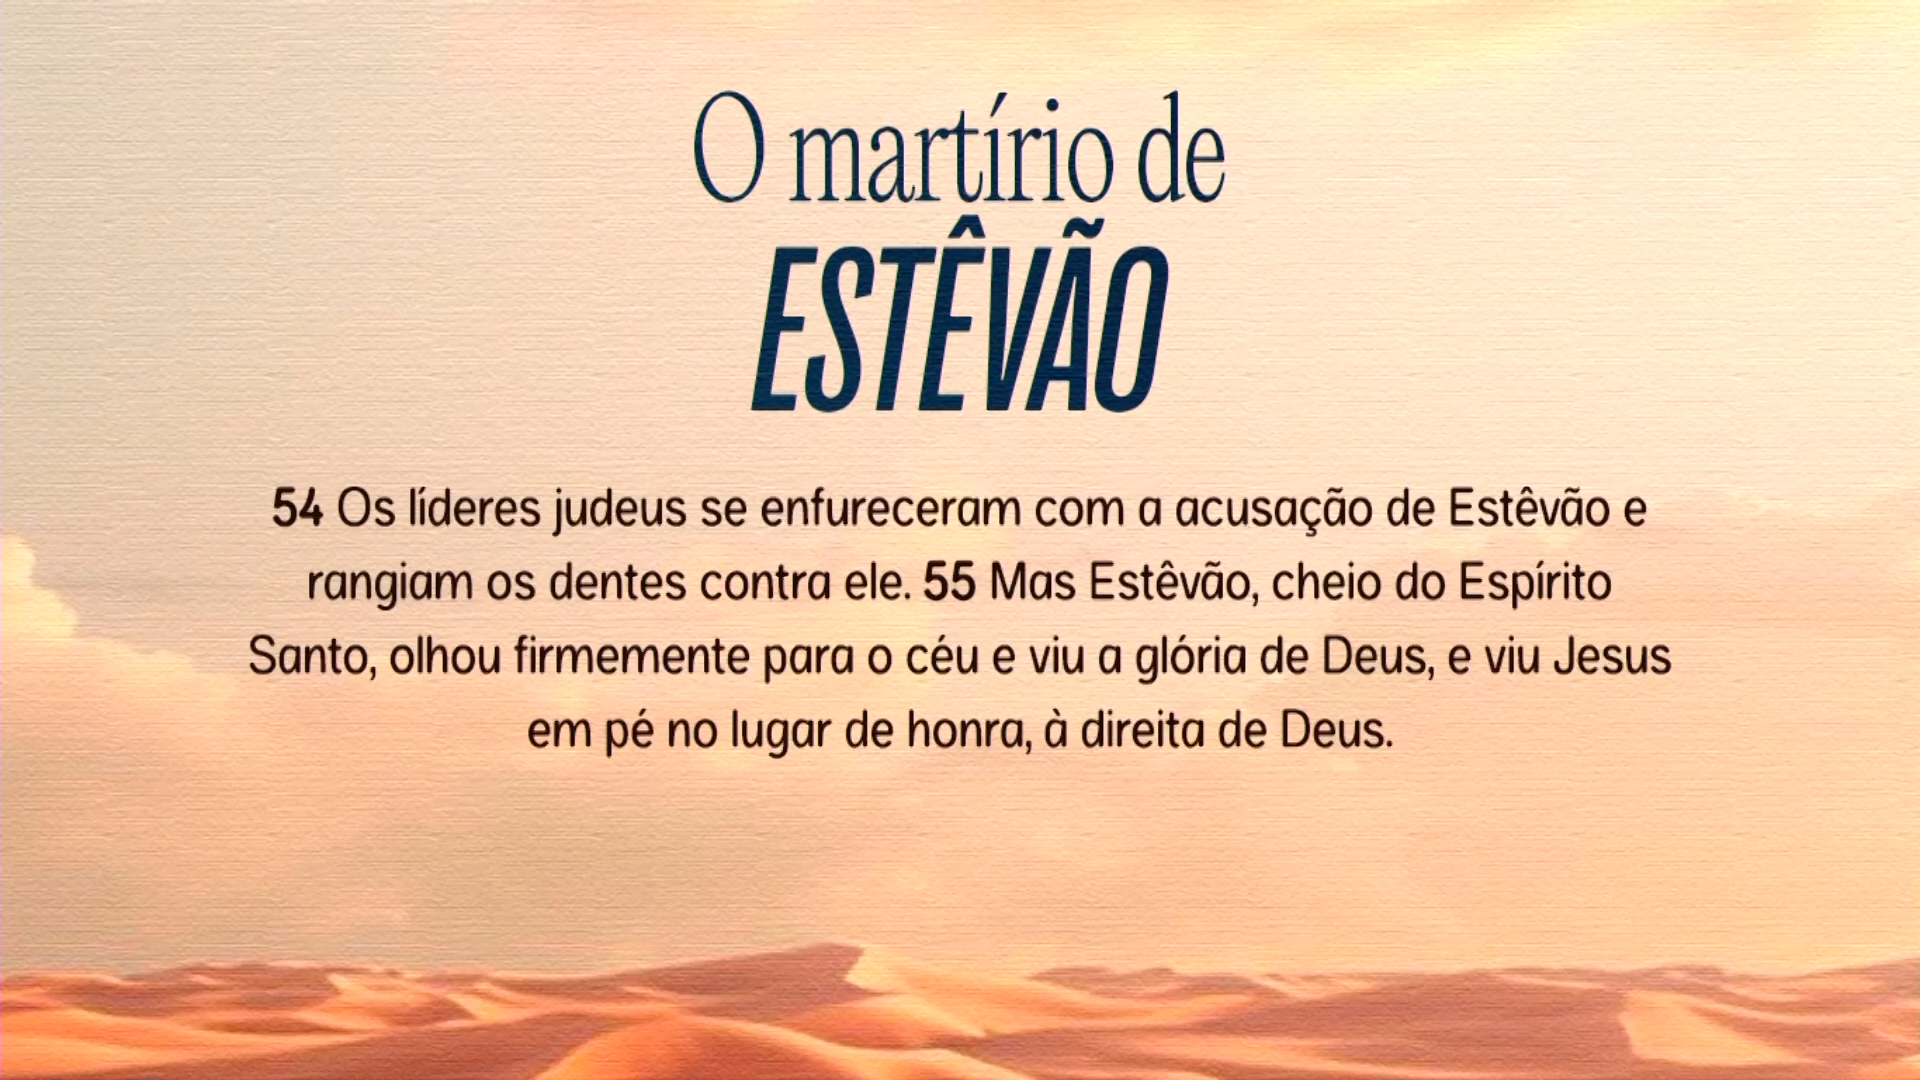 O martírio de
ESTÊVÃO
54 Os líderes judeus se enfureceram com a acusação de Estêvão e
rangiam os dentes contra ele. 55 Mas Estêvão, cheio do Espírito
Santo, olhou firmemente para o céu e viu a glória de Deus, e viu Jesus
em pé no lugar de honra, à direita de Deus.